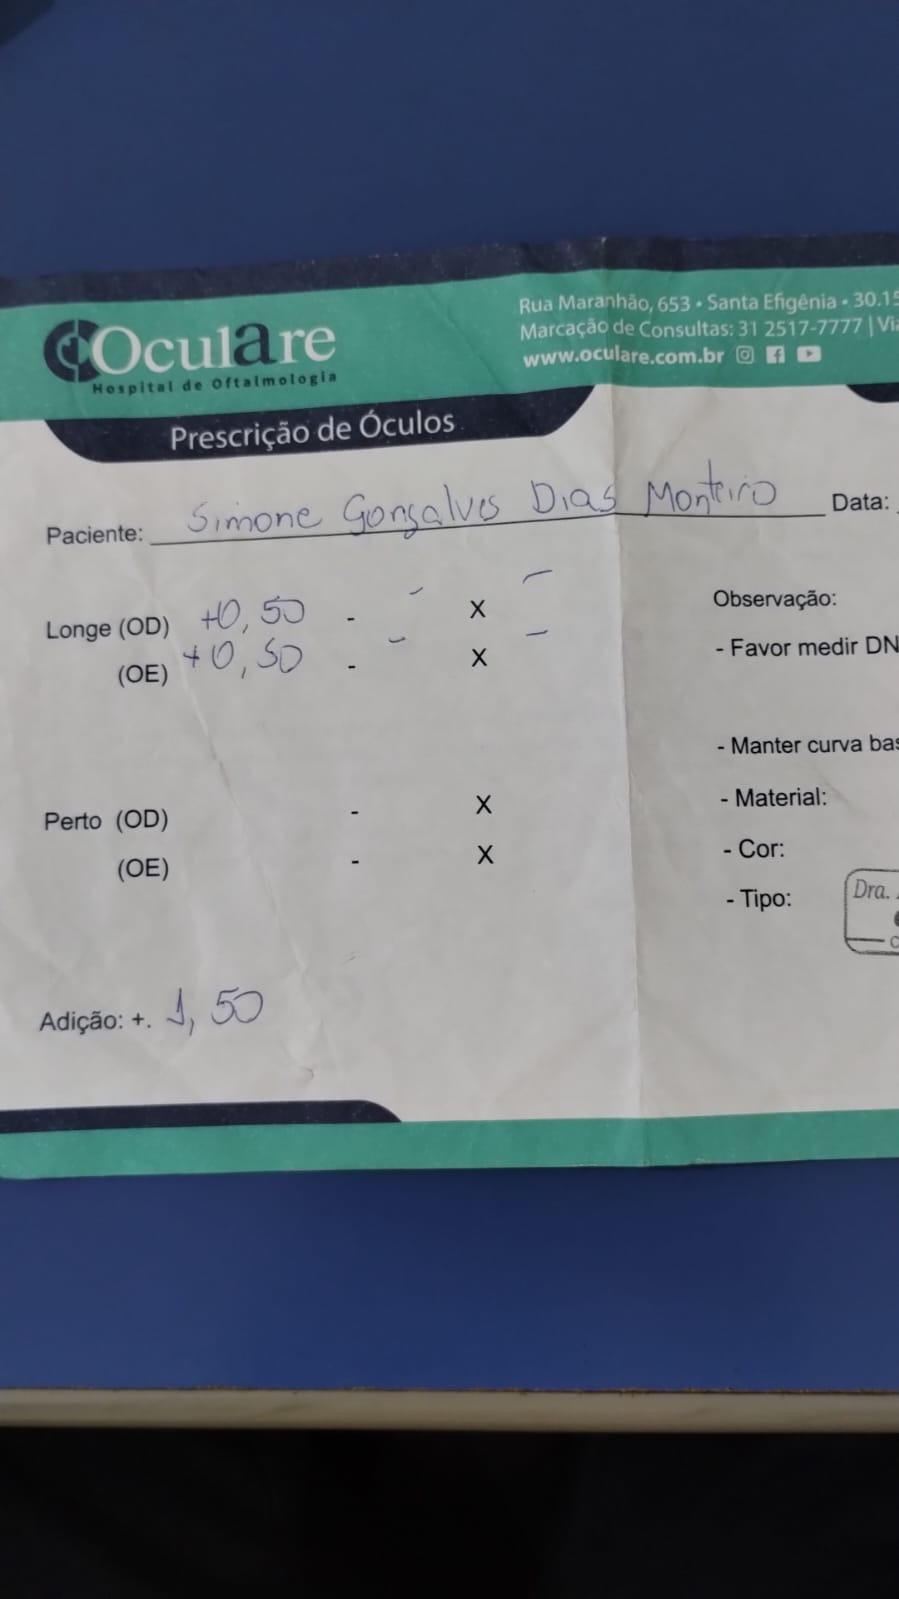 Oculare
Hospital de Oftalmologia
Rua Maranhão, 653 • Santa Efigênia • 30.15
Marcação de Consultas: 31 2517-7777 | Via
www.oculare.com.br
Prescrição de Óculos
Paciente: Simone Gonçalves Dias Monteiro Data:
Longe (OD) +0,50 - - X -
(OE) +0,50 - - X -
Observação:
- Favor medir DN
- Manter curva bas
- Material:
- Cor:
- Tipo:
Perto (OD) - X
(OE) - X
Dra.
Adição: +. 1,50